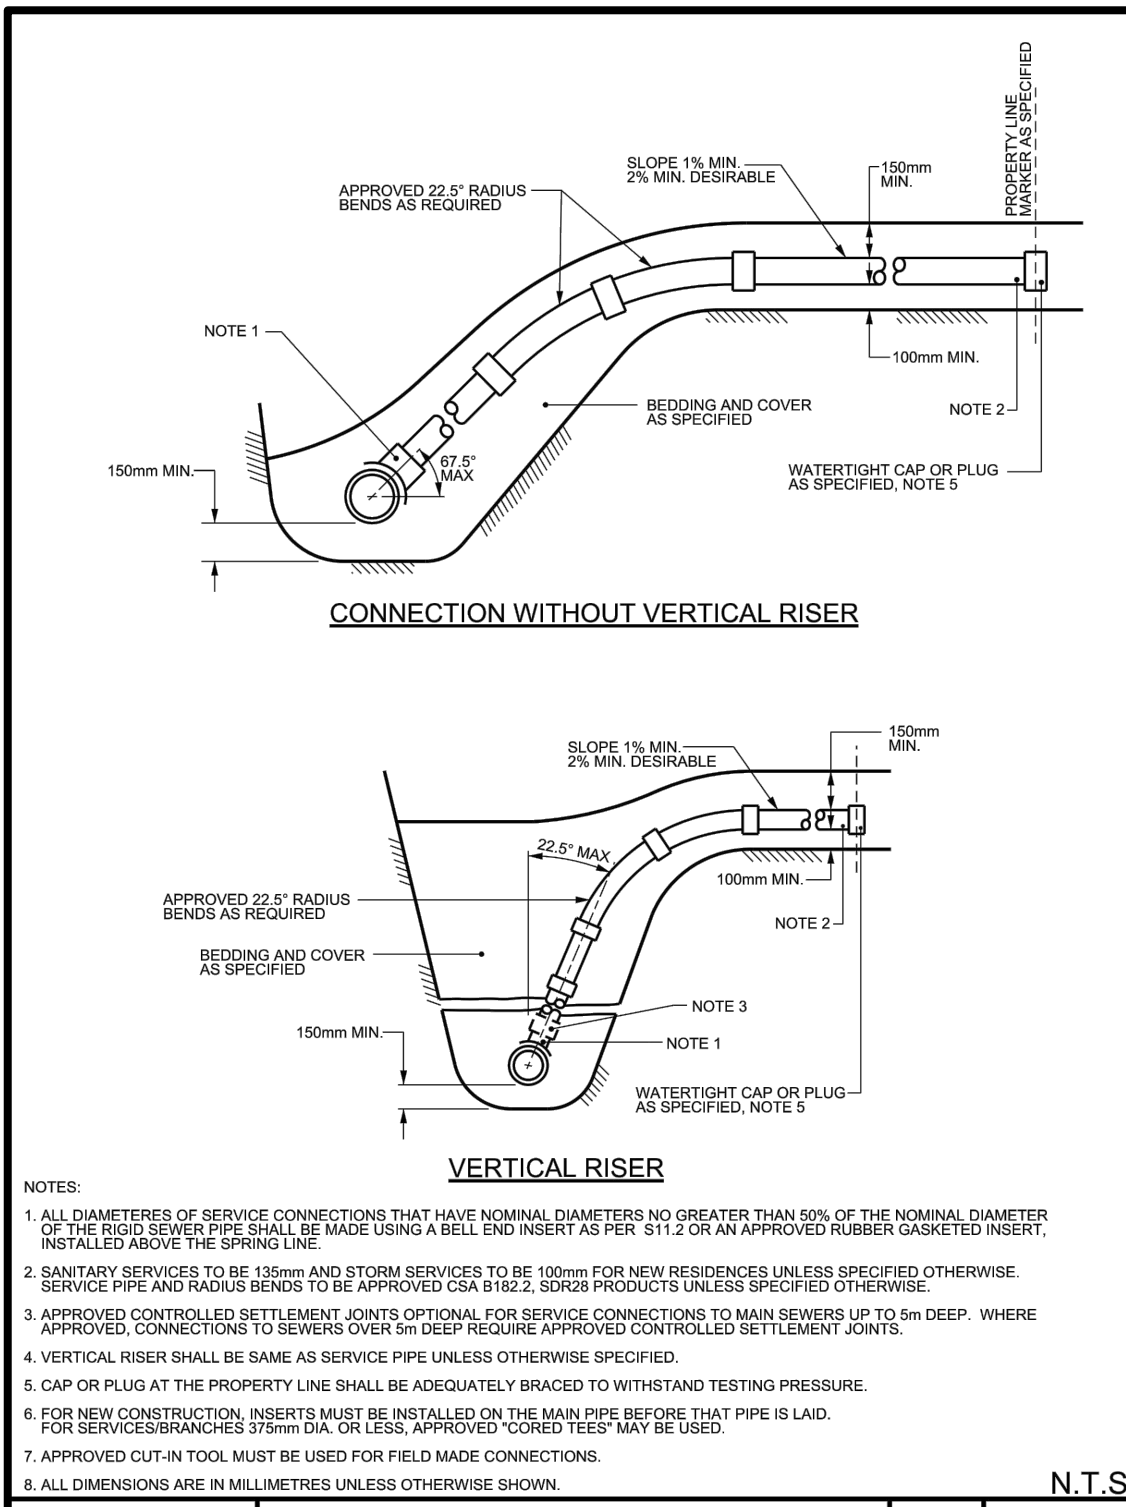 PROPERTY LINE
MARKER AS SPECIFIED
SLOPE 1% MIN.
2% MIN. DESIRABLE
150mm
MIN.
APPROVED 22.5° RADIUS
BENDS AS REQUIRED
NOTE 1
100mm MIN.
BEDDING AND COVER
AS SPECIFIED
NOTE 2
67.5°
MAX
150mm MIN.
WATERTIGHT CAP OR PLUG
AS SPECIFIED, NOTE 5
CONNECTION WITHOUT VERTICAL RISER
150mm
MIN.
SLOPE 1% MIN.
2% MIN. DESIRABLE
22.5° MAX
100mm MIN.
APPROVED 22.5° RADIUS
BENDS AS REQUIRED
NOTE 2
BEDDING AND COVER
AS SPECIFIED
NOTE 3
150mm MIN.
NOTE 1
WATERTIGHT CAP OR PLUG
AS SPECIFIED, NOTE 5
VERTICAL RISER
NOTES:
1. ALL DIAMETERES OF SERVICE CONNECTIONS THAT HAVE NOMINAL DIAMETERS NO GREATER THAN 50% OF THE NOMINAL DIAMETER
OF THE RIGID SEWER PIPE SHALL BE MADE USING A BELL END INSERT AS PER S11.2 OR AN APPROVED RUBBER GASKETED INSERT,
INSTALLED ABOVE THE SPRING LINE.
2. SANITARY SERVICES TO BE 135mm AND STORM SERVICES TO BE 100mm FOR NEW RESIDENCES UNLESS SPECIFIED OTHERWISE.
SERVICE PIPE AND RADIUS BENDS TO BE APPROVED CSA B182.2, SDR28 PRODUCTS UNLESS SPECIFIED OTHERWISE.
3. APPROVED CONTROLLED SETTLEMENT JOINTS OPTIONAL FOR SERVICE CONNECTIONS TO MAIN SEWERS UP TO 5m DEEP. WHERE
APPROVED, CONNECTIONS TO SEWERS OVER 5m DEEP REQUIRE APPROVED CONTROLLED SETTLEMENT JOINTS.
4. VERTICAL RISER SHALL BE SAME AS SERVICE PIPE UNLESS OTHERWISE SPECIFIED.
5. CAP OR PLUG AT THE PROPERTY LINE SHALL BE ADEQUATELY BRACED TO WITHSTAND TESTING PRESSURE.
6. FOR NEW CONSTRUCTION, INSERTS MUST BE INSTALLED ON THE MAIN PIPE BEFORE THAT PIPE IS LAID.
FOR SERVICES/BRANCHES 375mm DIA. OR LESS, APPROVED "CORED TEES" MAY BE USED.
7. APPROVED CUT-IN TOOL MUST BE USED FOR FIELD MADE CONNECTIONS.
8. ALL DIMENSIONS ARE IN MILLIMETRES UNLESS OTHERWISE SHOWN.
N.T.S